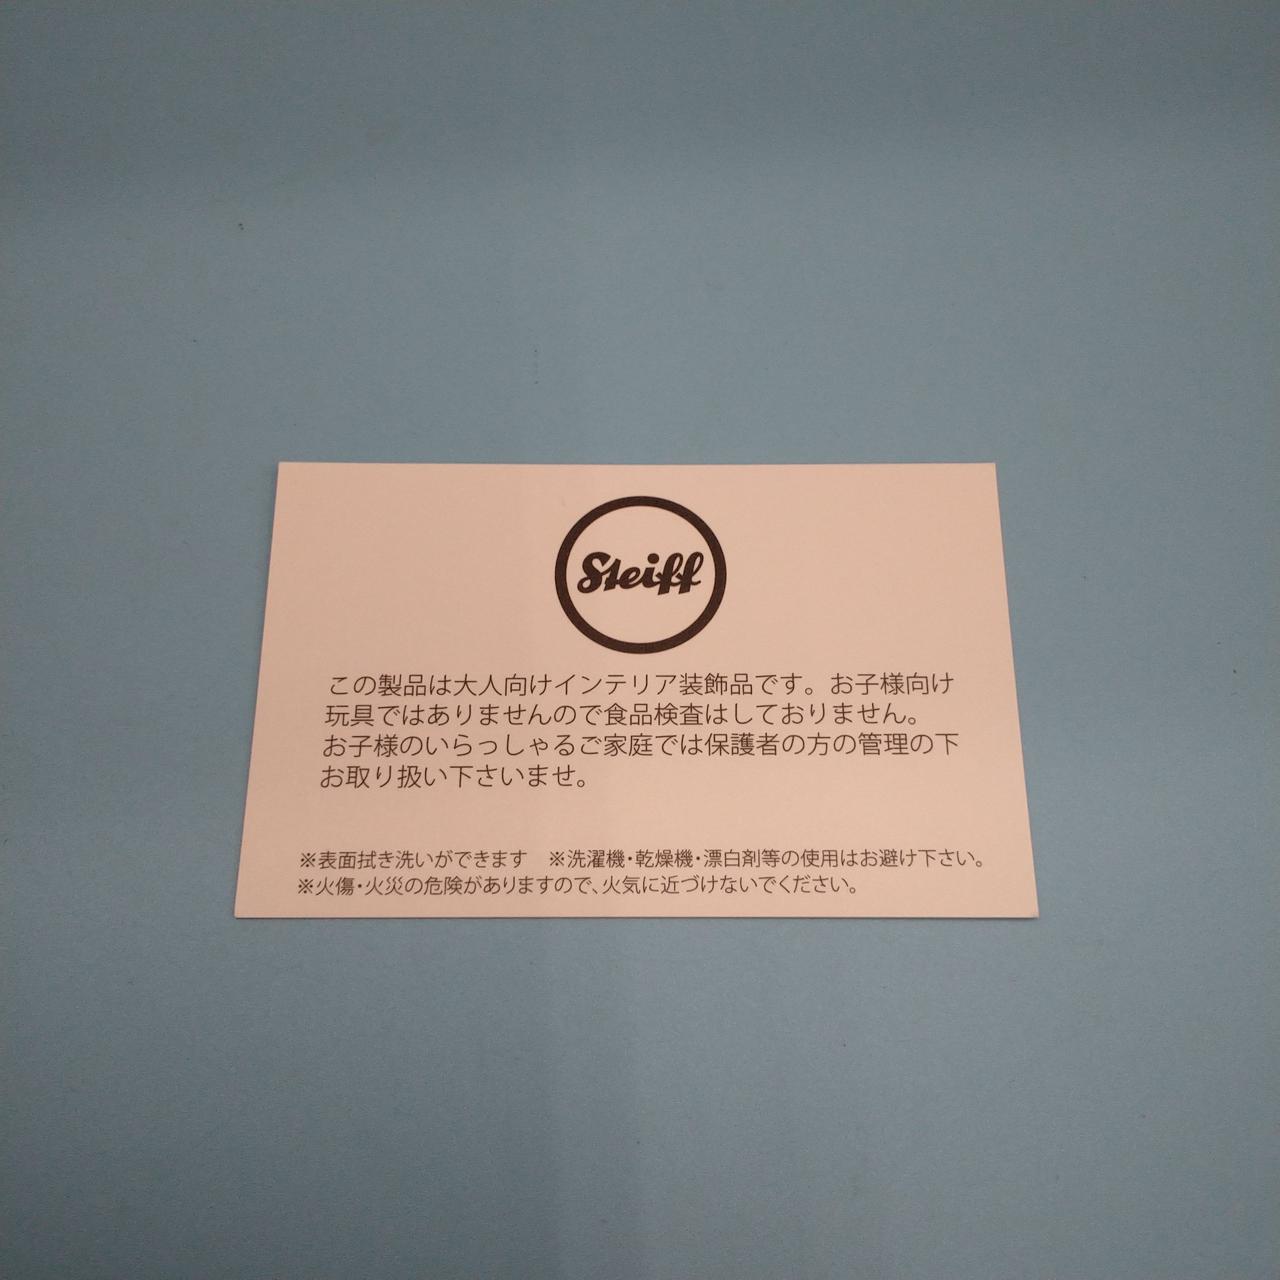 Steiff
この製品は大人向けインテリア装飾品です。お子様向け
玩具ではありませんので食品検査はしておりません。
お子様のいらっしゃるご家庭では保護者の方の管理の下
お取り扱い下さいませ。
※表面拭き洗いができます　※洗濯機・乾燥機・漂白剤等の使用はお避け下さい。
※火傷・火災の危険がありますので、火気に近づけないでください。